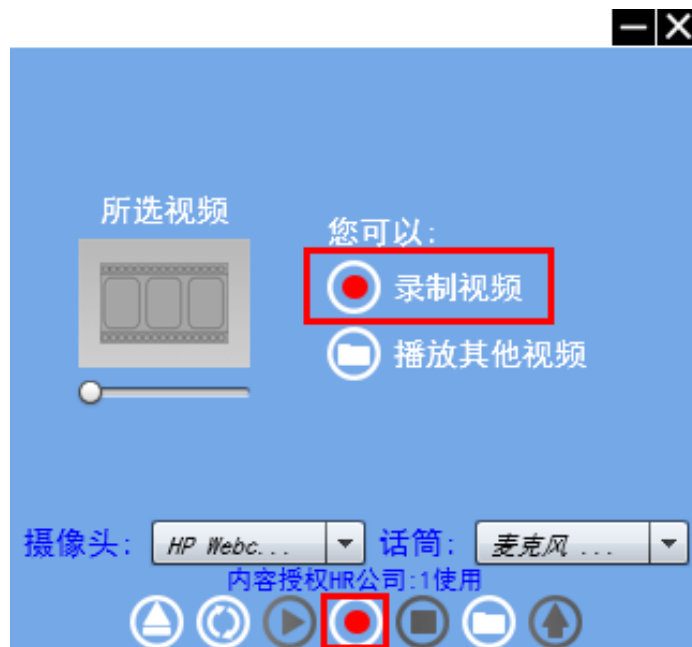 所选视频
您可以:
录制视频
播放其他视频
摄像头: HP Webc... 话筒: 麦克风 ...
内容授权HR公司:1使用